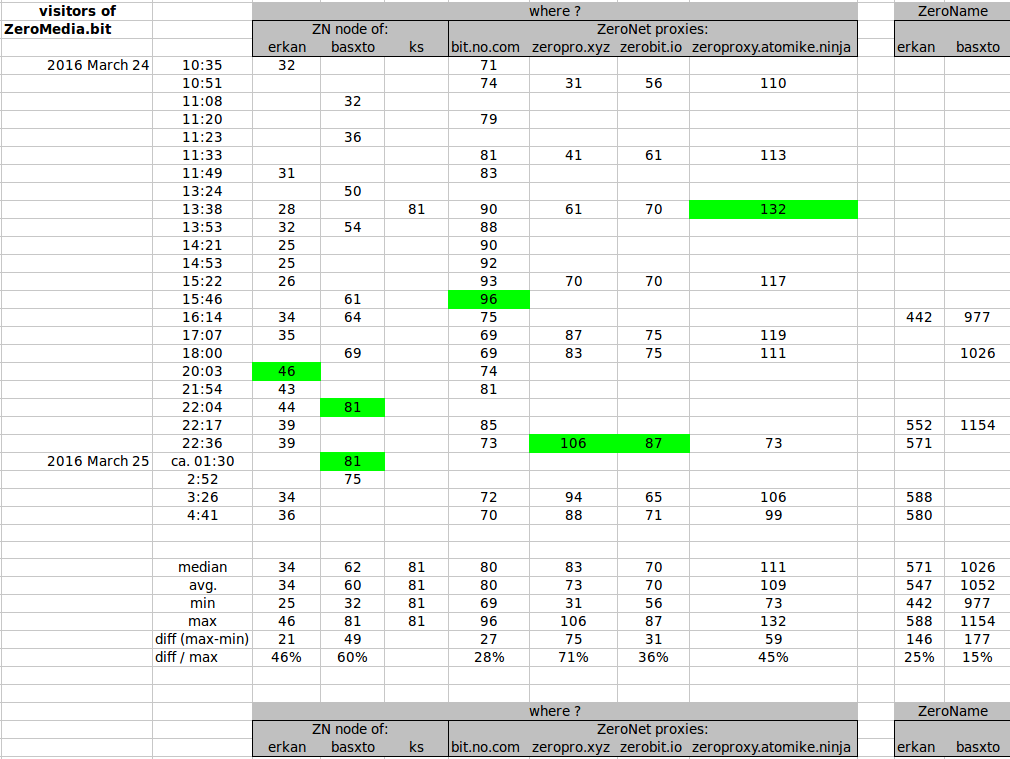 visitors of where ? ZeroName
ZeroMedia.bit ZN node of: ZeroNet proxies:
erkan basxto ks bit.no.com zeropro.xyz zerobit.io zeroproxy.atomike.ninja erkan basxto
2016 March 24 10:35 32 71
10:51 74 31 56 110
11:08 32
11:20 79
11:23 36
11:33 81 41 61 113
11:49 31 83
13:24 50
13:38 28 81 90 61 70 132
13:53 32 54 88
14:21 25 90
14:53 25 92
15:22 26 93 70 70 117
15:46 61 96
16:14 34 64 75 442 977
17:07 35 69 87 75 119
18:00 69 69 83 75 111 1026
20:03 46 74
21:54 43 81
22:04 44 81
22:17 39 85 552 1154
22:36 39 73 106 87 73 571
2016 March 25 ca. 01:30 81
2:52 75
3:26 34 72 94 65 106 588
4:41 36 70 88 71 99 580
median 34 62 81 80 83 70 111 571 1026
avg. 34 60 81 80 73 70 109 547 1052
min 25 32 81 69 31 56 73 442 977
max 46 81 81 96 106 87 132 588 1154
diff (max-min) 21 49 27 75 31 59 146 177
diff / max 46% 60% 28% 71% 36% 45% 25% 15%
where ? ZeroName
ZN node of: ZeroNet proxies:
erkan basxto ks bit.no.com zeropro.xyz zerobit.io zeroproxy.atomike.ninja erkan basxto